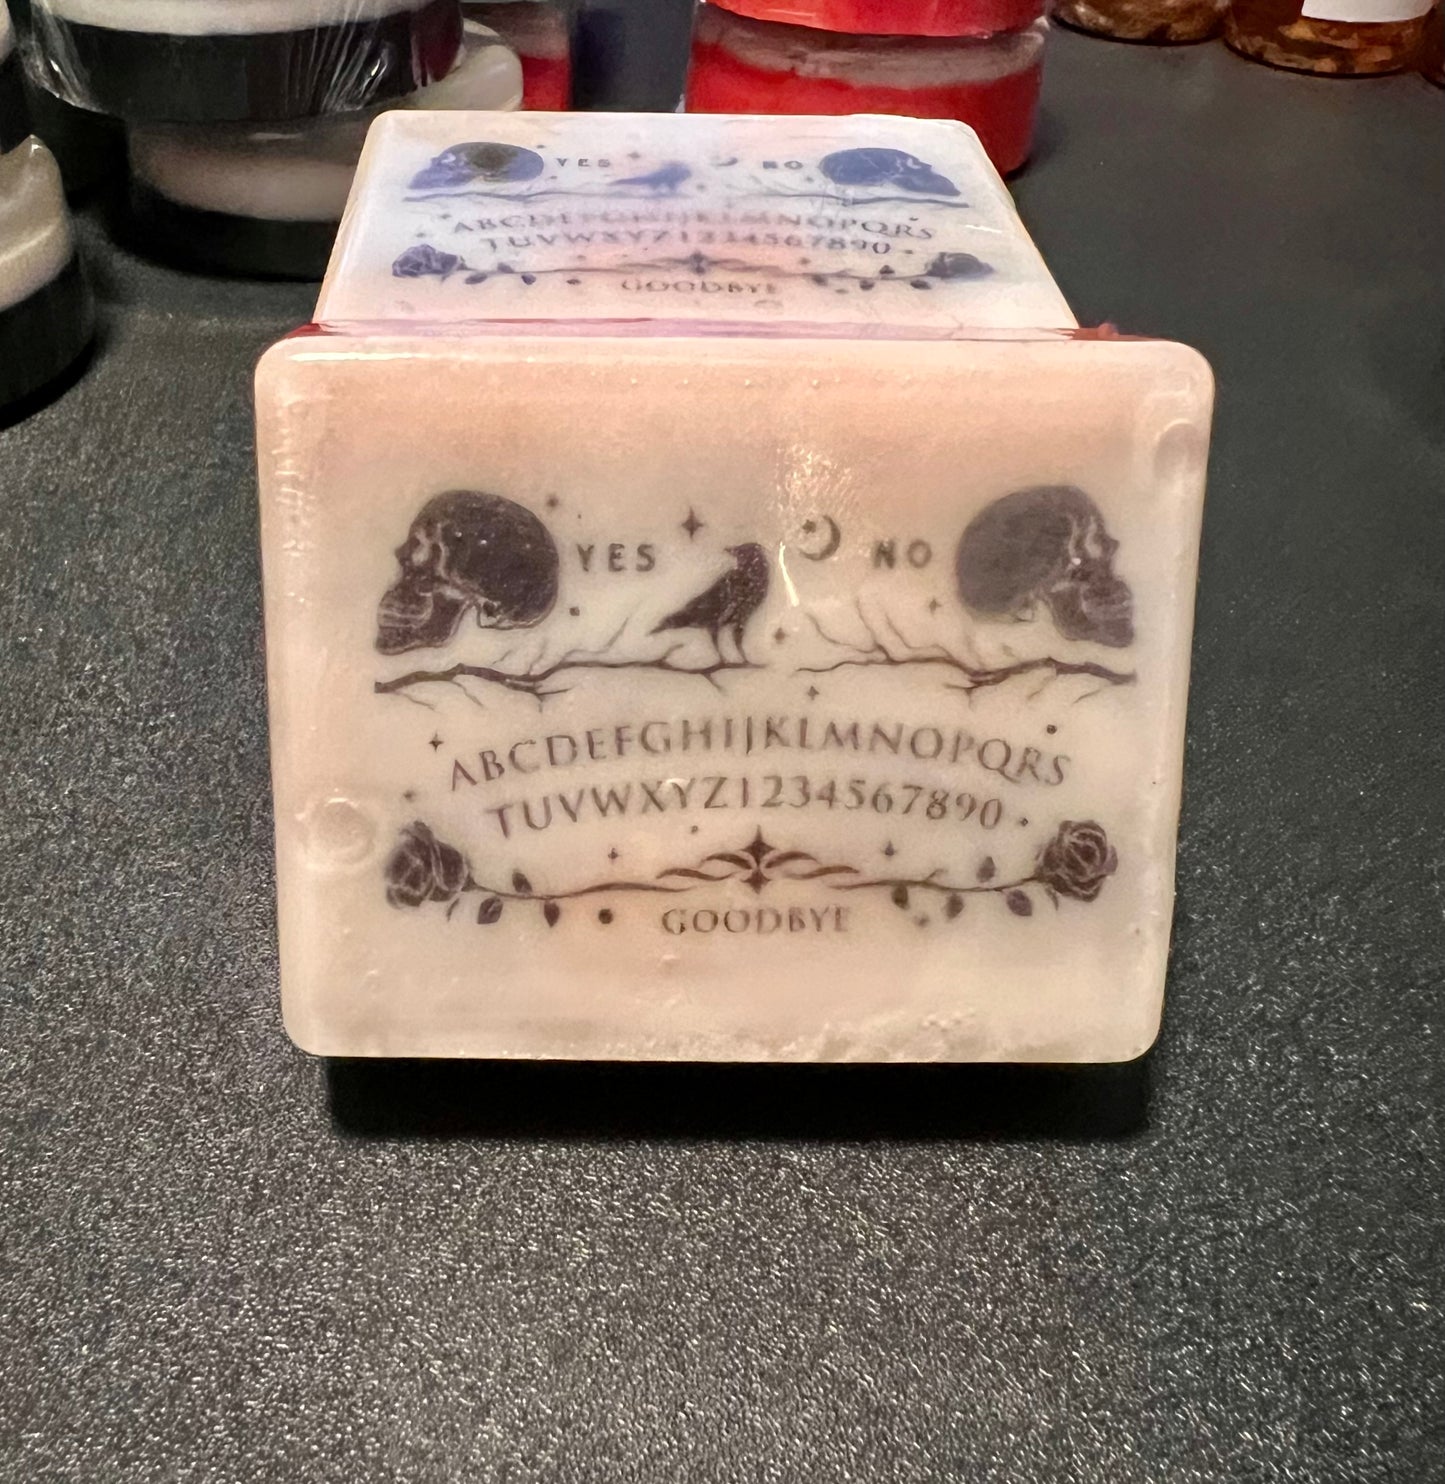 YES NO
ABCDEFGHIJKLMNOPQRS
TUVWXYZ1234567890
GOODBYE
YES NO
ABCDEFGHIJKLMNOPQRS
TUVWXYZ1234567890
GOODBYE